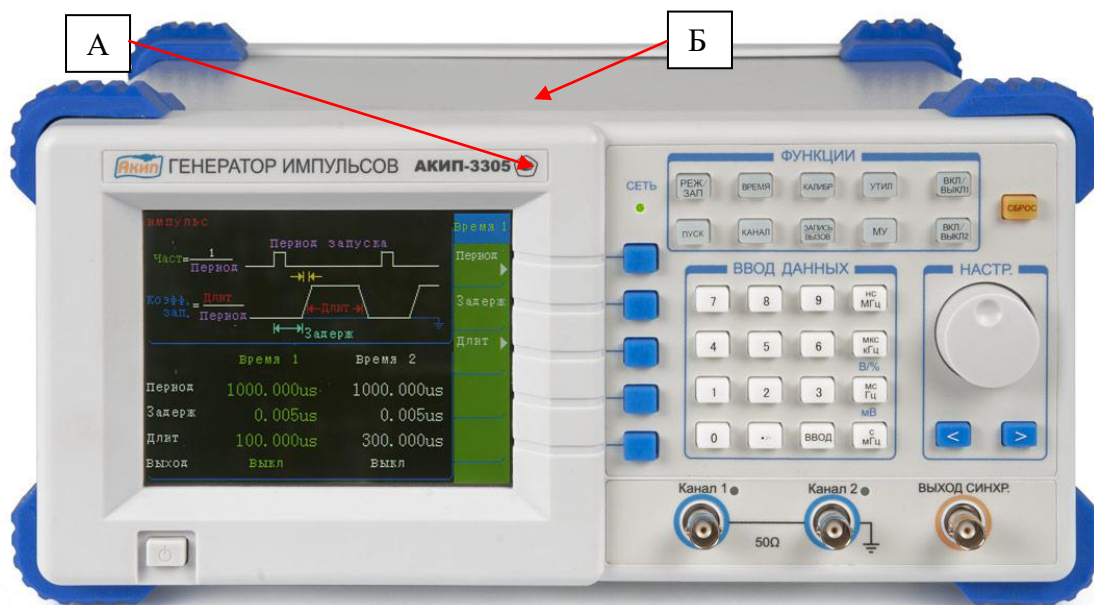 А
Б
Акип ГЕНЕРАТОР ИМПУЛЬСОВ АКИП-3305
импульс
Част=1/Период
Период запуска
Коэфф. зап.=Длит/Период
Длит
Задерж
Время 1 Время 2
Период 1000.000us 1000.000us
Задерж 0.005us 0.005us
Длит 100.000us 300.000us
Выход Выкл Выкл
Время 1
Период
Задерж
Длит
СЕТЬ
ФУНКЦИИ
РЕЖ/ЗАП ВРЕМЯ КАЛИБР УТИЛ ВКЛ/ВЫКЛ1
ПУСК КАНАЛ ЗАПИСЬ ВЫЗОВ МУ ВКЛ/ВЫКЛ2
СБРОС
ВВОД ДАННЫХ
7 8 9 нс МГц
4 5 6 мкс кГц
В/%
1 2 3 мс Гц
мВ
0 ./- ВВОД с мГц
НАСТР.
< >
Канал 1 Канал 2 ВЫХОД СИНХР.
50Ω